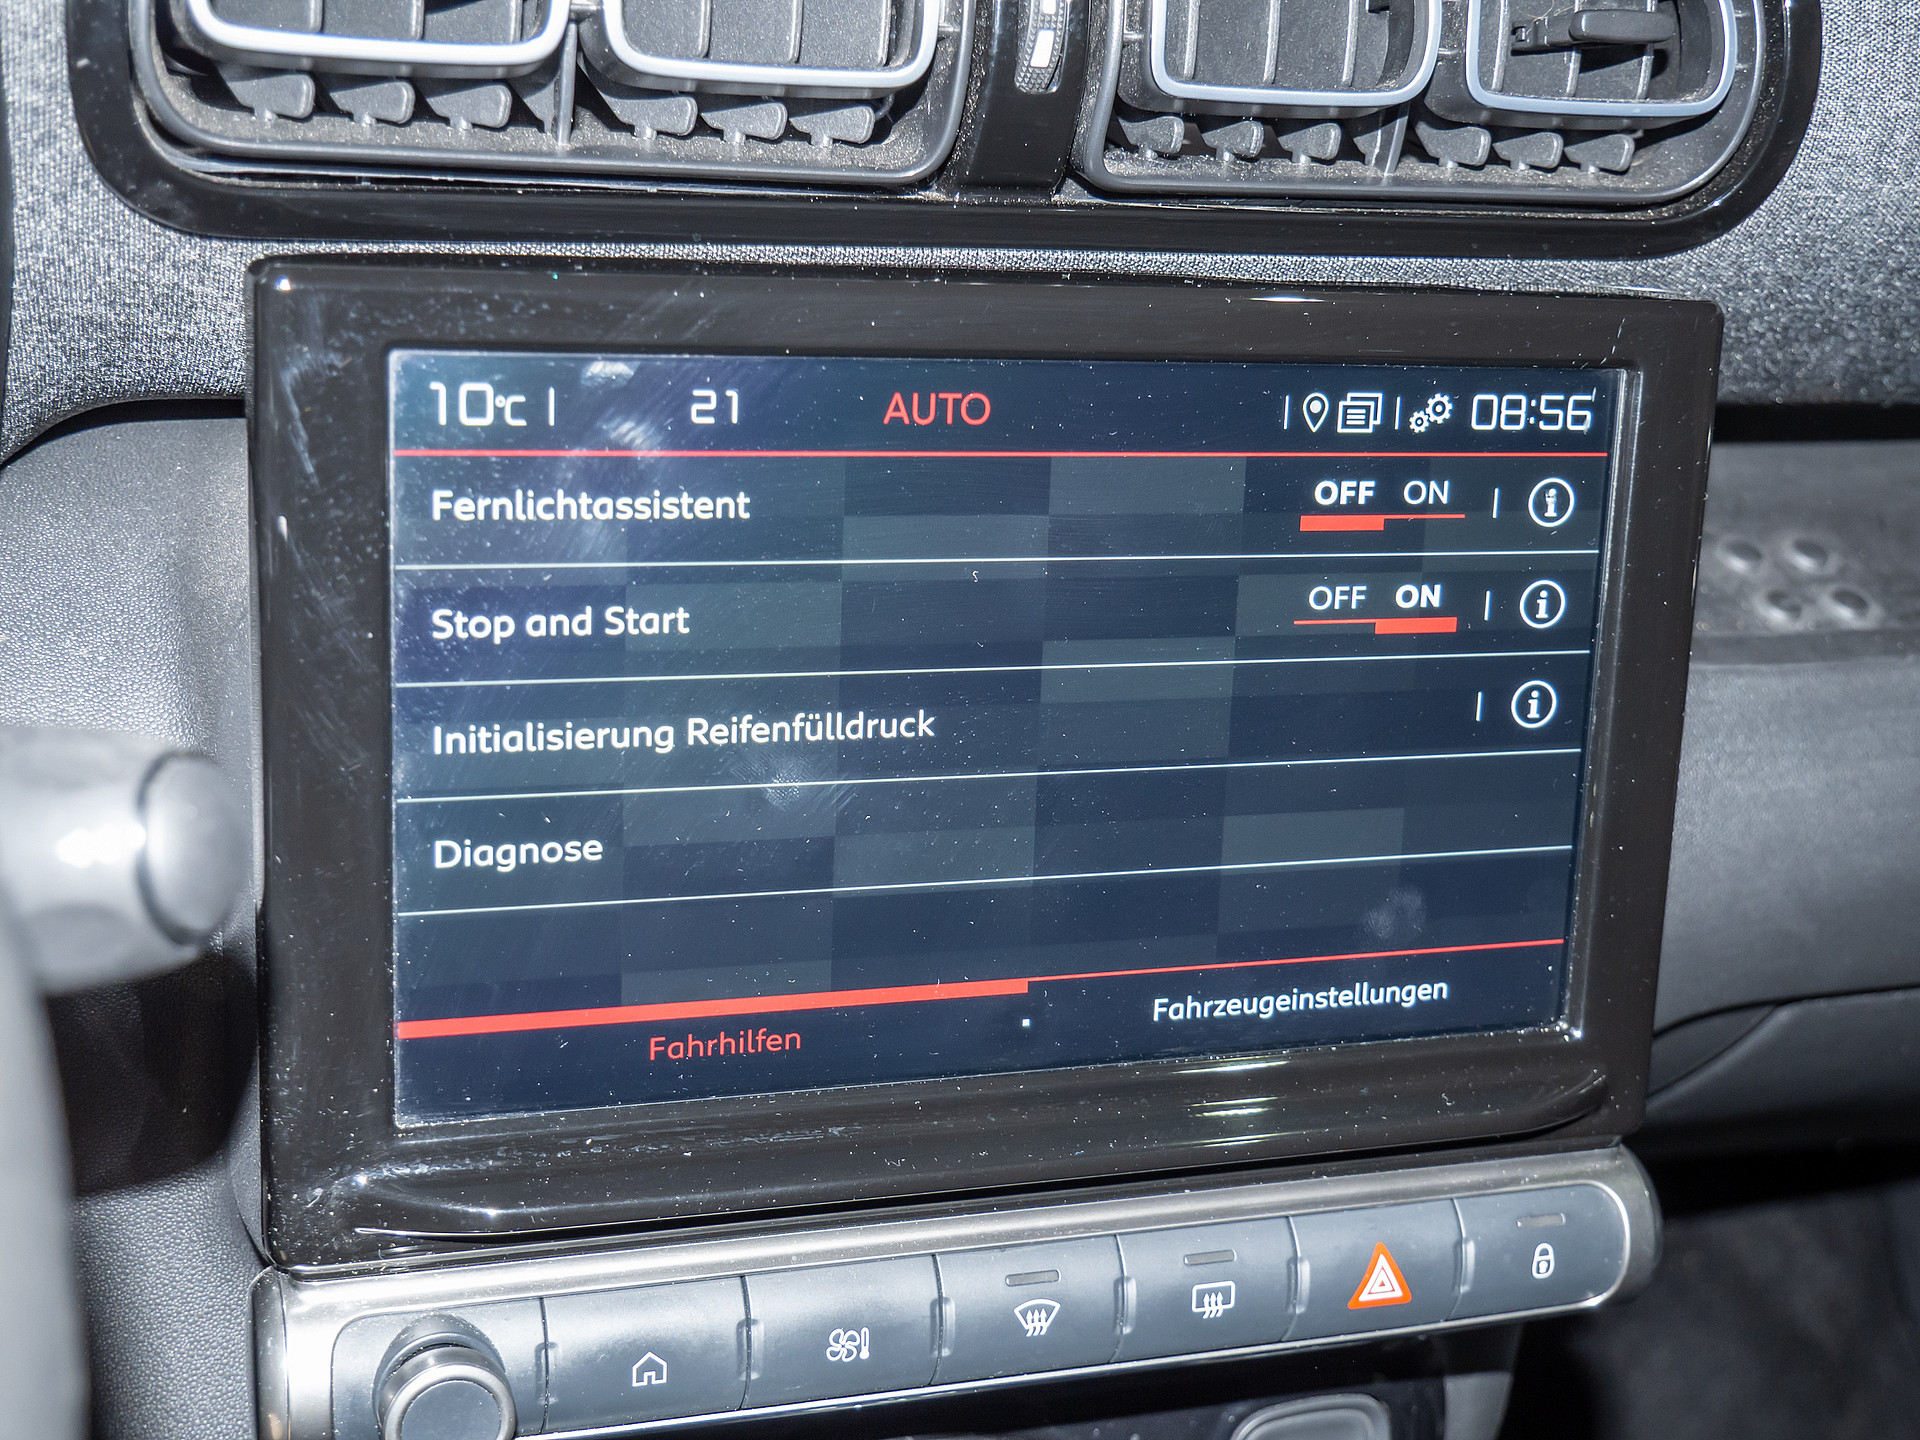 10°C 21 AUTO 08:56
Fernlichtassistent OFF ON
Stop and Start OFF ON
Initialisierung Reifenfülldruck
Diagnose
Fahrhilfen Fahrzeugeinstellungen